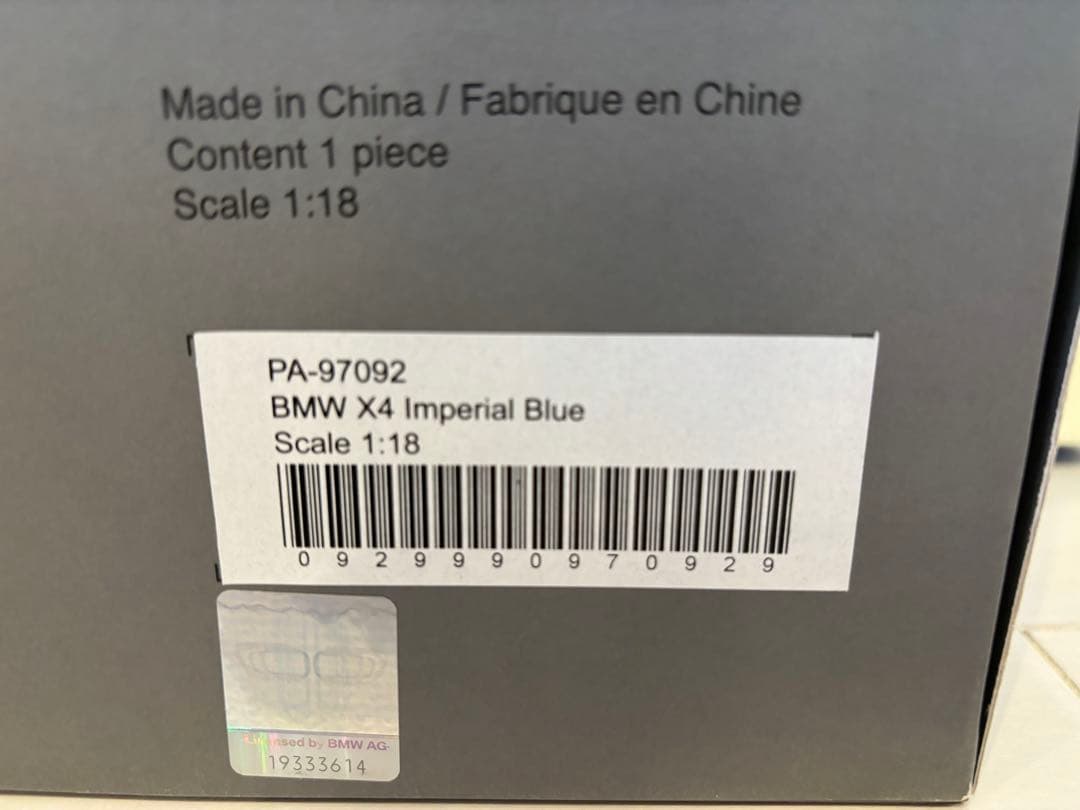 Made in China / Fabrique en Chine
Content 1 piece
Scale 1:18
PA-97092
BMW X4 Imperial Blue
Scale 1:18
0 9 2 9 9 9 0 9 7 0 9 2 9
Licensed by BMW AG
19333614